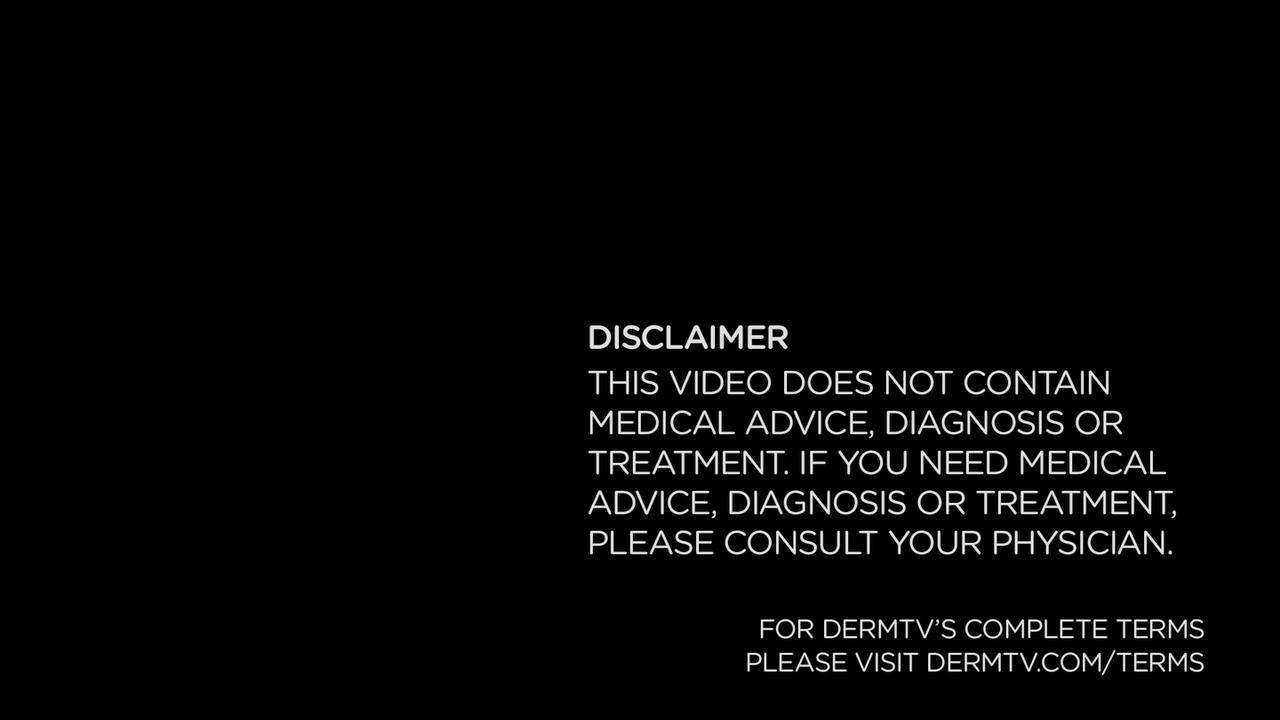 DISCLAIMER
THIS VIDEO DOES NOT CONTAIN
MEDICAL ADVICE, DIAGNOSIS OR
TREATMENT. IF YOU NEED MEDICAL
ADVICE, DIAGNOSIS OR TREATMENT,
PLEASE CONSULT YOUR PHYSICIAN.
FOR DERMTV’S COMPLETE TERMS
PLEASE VISIT DERMTV.COM/TERMS